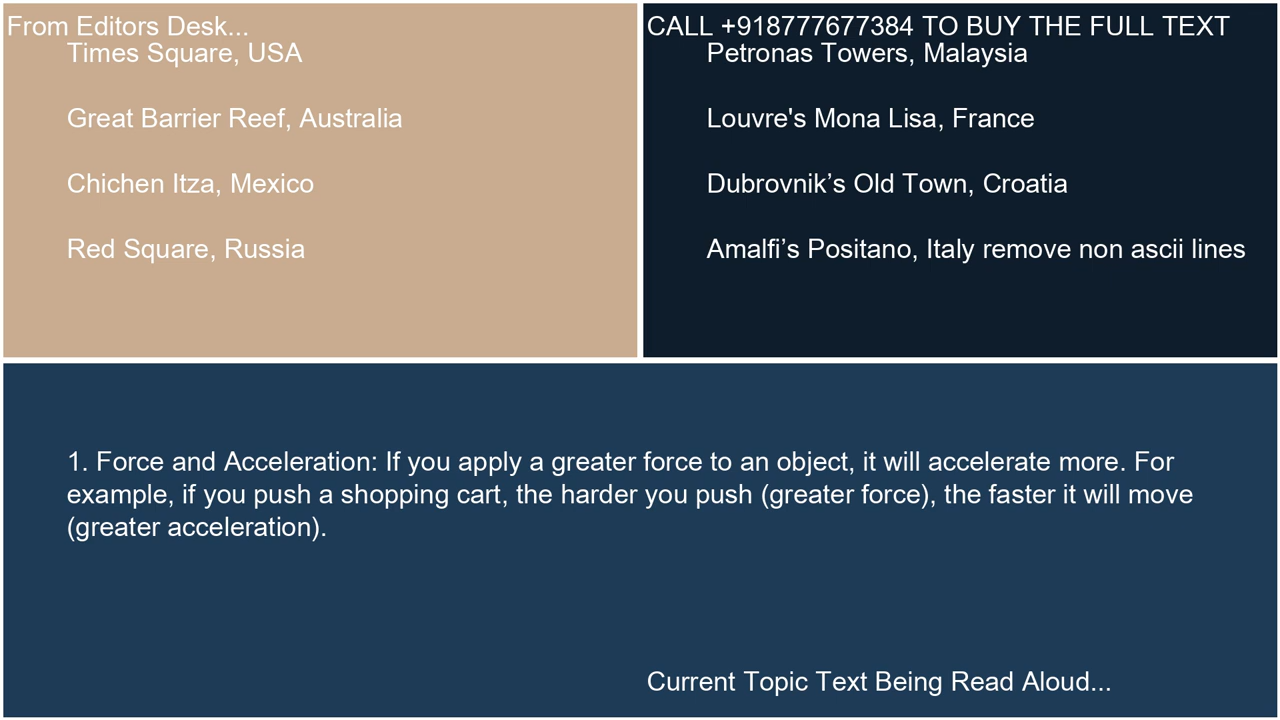 From Editors Desk...
Times Square, USA
Great Barrier Reef, Australia
Chichen Itza, Mexico
Red Square, Russia
CALL +918777677384 TO BUY THE FULL TEXT
Petronas Towers, Malaysia
Louvre's Mona Lisa, France
Dubrovnik’s Old Town, Croatia
Amalfi’s Positano, Italy remove non ascii lines
1. Force and Acceleration: If you apply a greater force to an object, it will accelerate more. For
example, if you push a shopping cart, the harder you push (greater force), the faster it will move
(greater acceleration).
Current Topic Text Being Read Aloud...